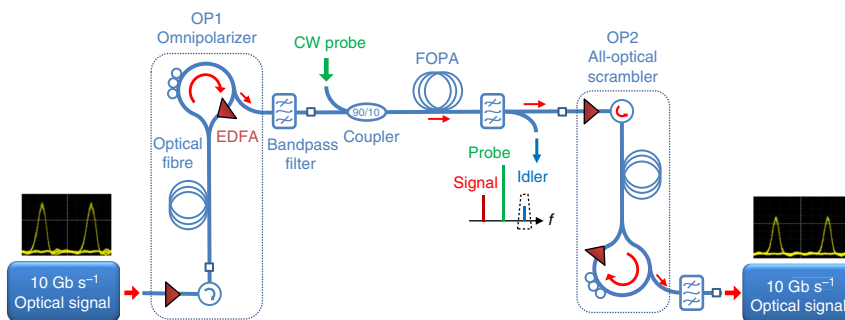 OP1
Omnipolarizer
CW probe
FOPA
OP2
All-optical
scrambler
90/10
EDFA
Optical
fibre
Bandpass
filter
Coupler
Probe
Signal
Idler
f
10 Gb s⁻¹
Optical signal
10 Gb s⁻¹
Optical signal